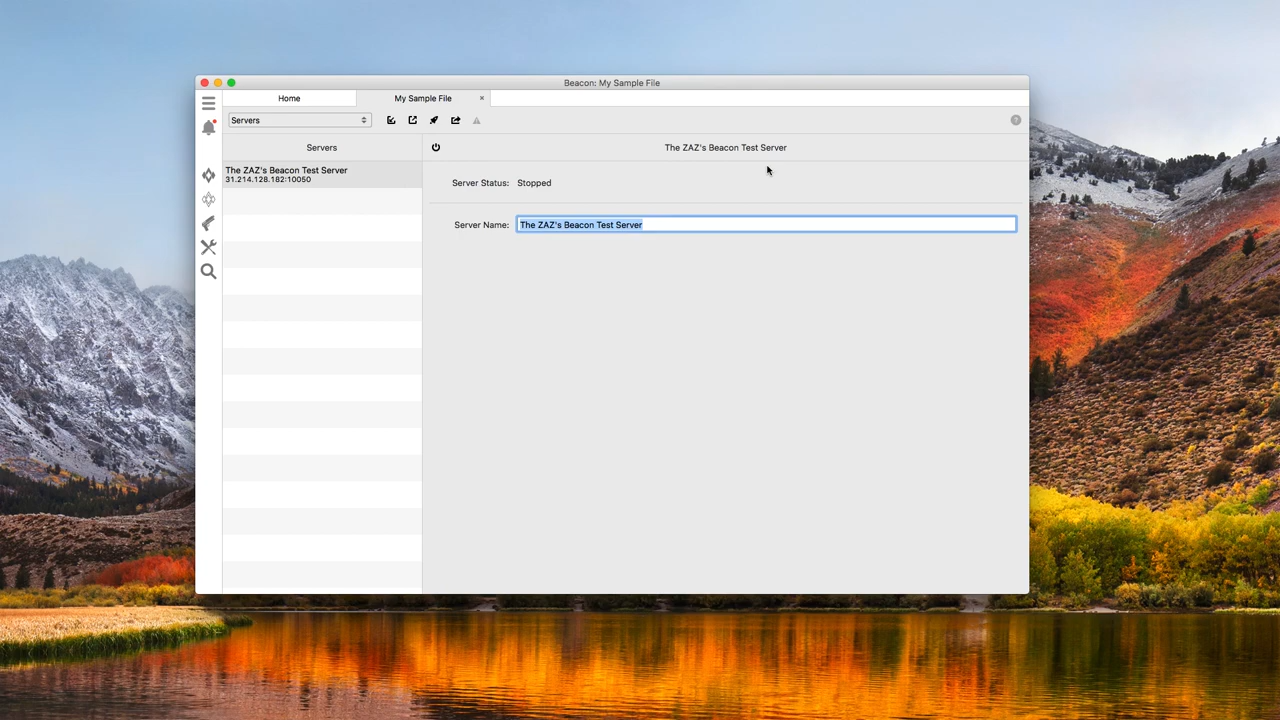 Beacon: My Sample File
Home
My Sample File
Servers
Servers
The ZAZ's Beacon Test Server
The ZAZ's Beacon Test Server
31.214.128.182:10050
Server Status: Stopped
Server Name: The ZAZ's Beacon Test Server